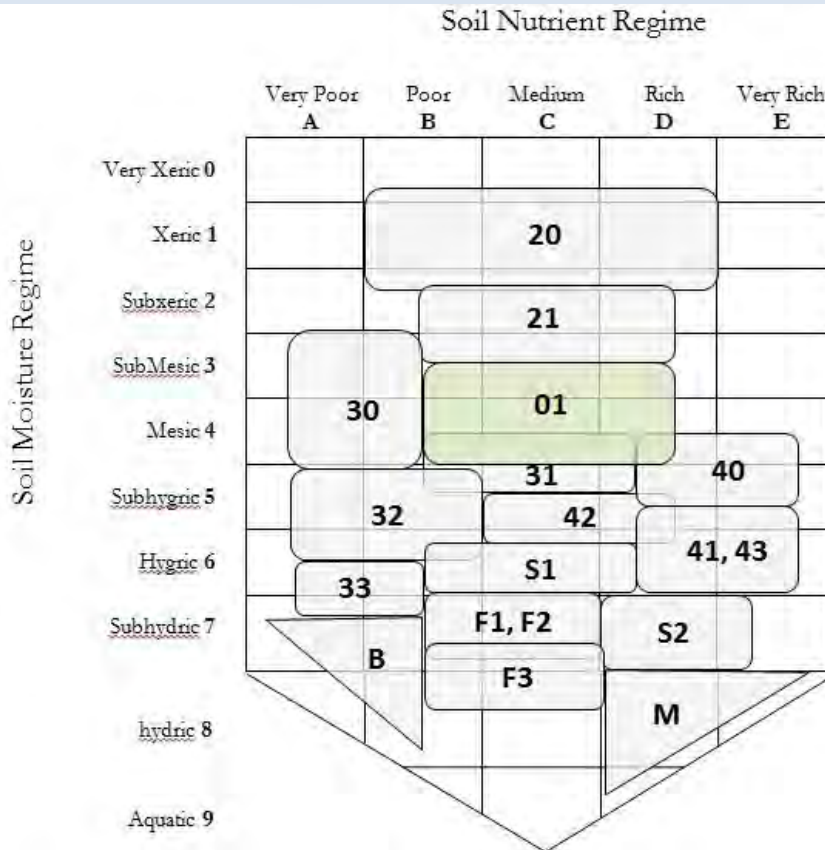 Soil Nutrient Regime
Very Poor Poor Medium Rich Very Rich
A B C D E
Soil Moisture Regime
Very Xeric 0
Xeric 1
20
Subxeric 2
21
SubMesic 3
01
30
Mesic 4
40
31
Subhygric 5
32
42
41, 43
Hygric 6
S1
33
Subhydric 7
F1, F2
S2
B
F3
M
hydric 8
Aquatic 9